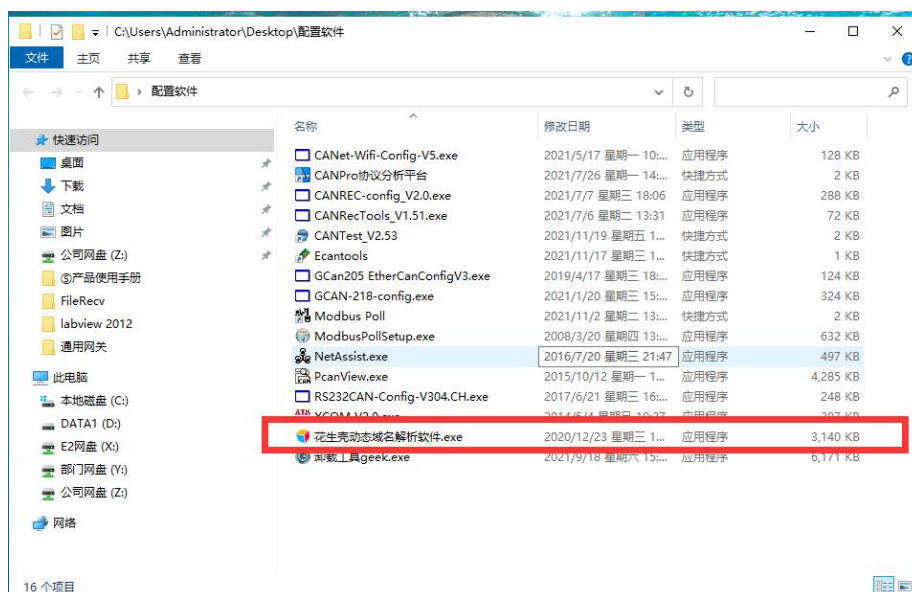 C:\Users\Administrator\Desktop\配置软件
文件 主页 共享 查看
配置软件
名称 修改日期 类型 大小
快速访问
桌面
下载
文档
图片
公司网盘 (Z:)
⑤产品使用手册
FileRecv
labview 2012
通用网关
此电脑
本地磁盘 (C:)
DATA1 (D:)
E2网盘 (X:)
部门网盘 (Y:)
公司网盘 (Z:)
网络
CANet-Wifi-Config-V5.exe 2021/5/17 星期一 10:... 应用程序 128 KB
CANPro协议分析平台 2021/7/26 星期一 14:... 快捷方式 2 KB
CANREC-config_V2.0.exe 2021/7/7 星期三 18:06 应用程序 288 KB
CANRecTools_V1.51.exe 2021/7/6 星期二 13:31 应用程序 72 KB
CANTest_V2.53 2021/11/19 星期五 1... 快捷方式 2 KB
Ecantools 2021/11/17 星期三 1... 快捷方式 1 KB
GCan205 EtherCanConfigV3.exe 2019/4/17 星期三 18:... 应用程序 124 KB
GCAN-218-config.exe 2021/1/20 星期三 15:... 应用程序 324 KB
Modbus Poll 2021/11/2 星期二 13:... 快捷方式 2 KB
ModbusPollSetup.exe 2008/3/20 星期四 13:... 应用程序 632 KB
NetAssist.exe 2016/7/20 星期三 21:47 应用程序 497 KB
PcanView.exe 2015/10/12 星期一 1... 应用程序 4,285 KB
RS232CAN-Config-V304.CH.exe 2017/6/21 星期三 16:... 应用程序 248 KB
XCOM V2.0.exe 应用程序
花生壳动态域名解析软件.exe 2020/12/23 星期三 1... 应用程序 3,140 KB
卸载工具geek.exe 2021/9/18 星期六 15:... 应用程序 6,171 KB
16 个项目